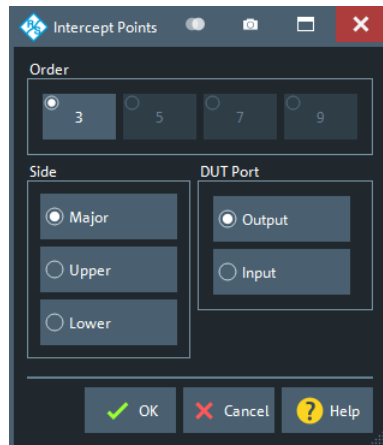 Intercept Points
Order
3 5 7 9
Side
DUT Port
Major
Output
Upper
Input
Lower
OK Cancel Help